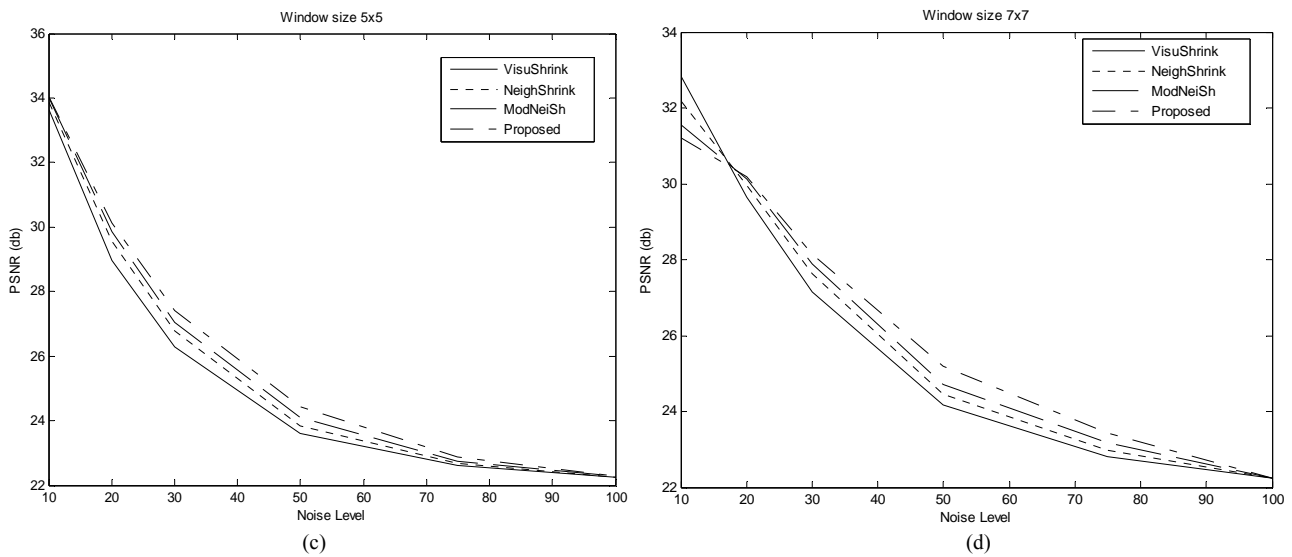 Window size 5x5
36
34
32
30
28
26
24
22
PSNR (db)
10 20 30 40 50 60 70 80 90 100
Noise Level
VisuShrink
NeighShrink
ModNeiSh
Proposed
(c)
Window size 7x7
34
32
30
28
26
24
22
PSNR (db)
10 20 30 40 50 60 70 80 90 100
Noise Level
VisuShrink
NeighShrink
ModNeiSh
Proposed
(d)